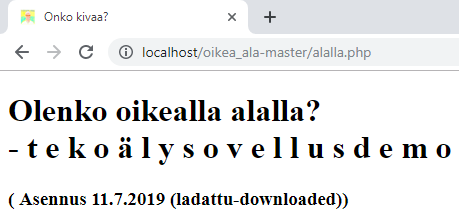 Onko kivaa?
localhost/oikea_ala-master/alalla.php
Olenko oikealla alalla?
- t e k o ä l y s o v e l l u s d e m o
( Asennus 11.7.2019 (ladattu-downloaded))